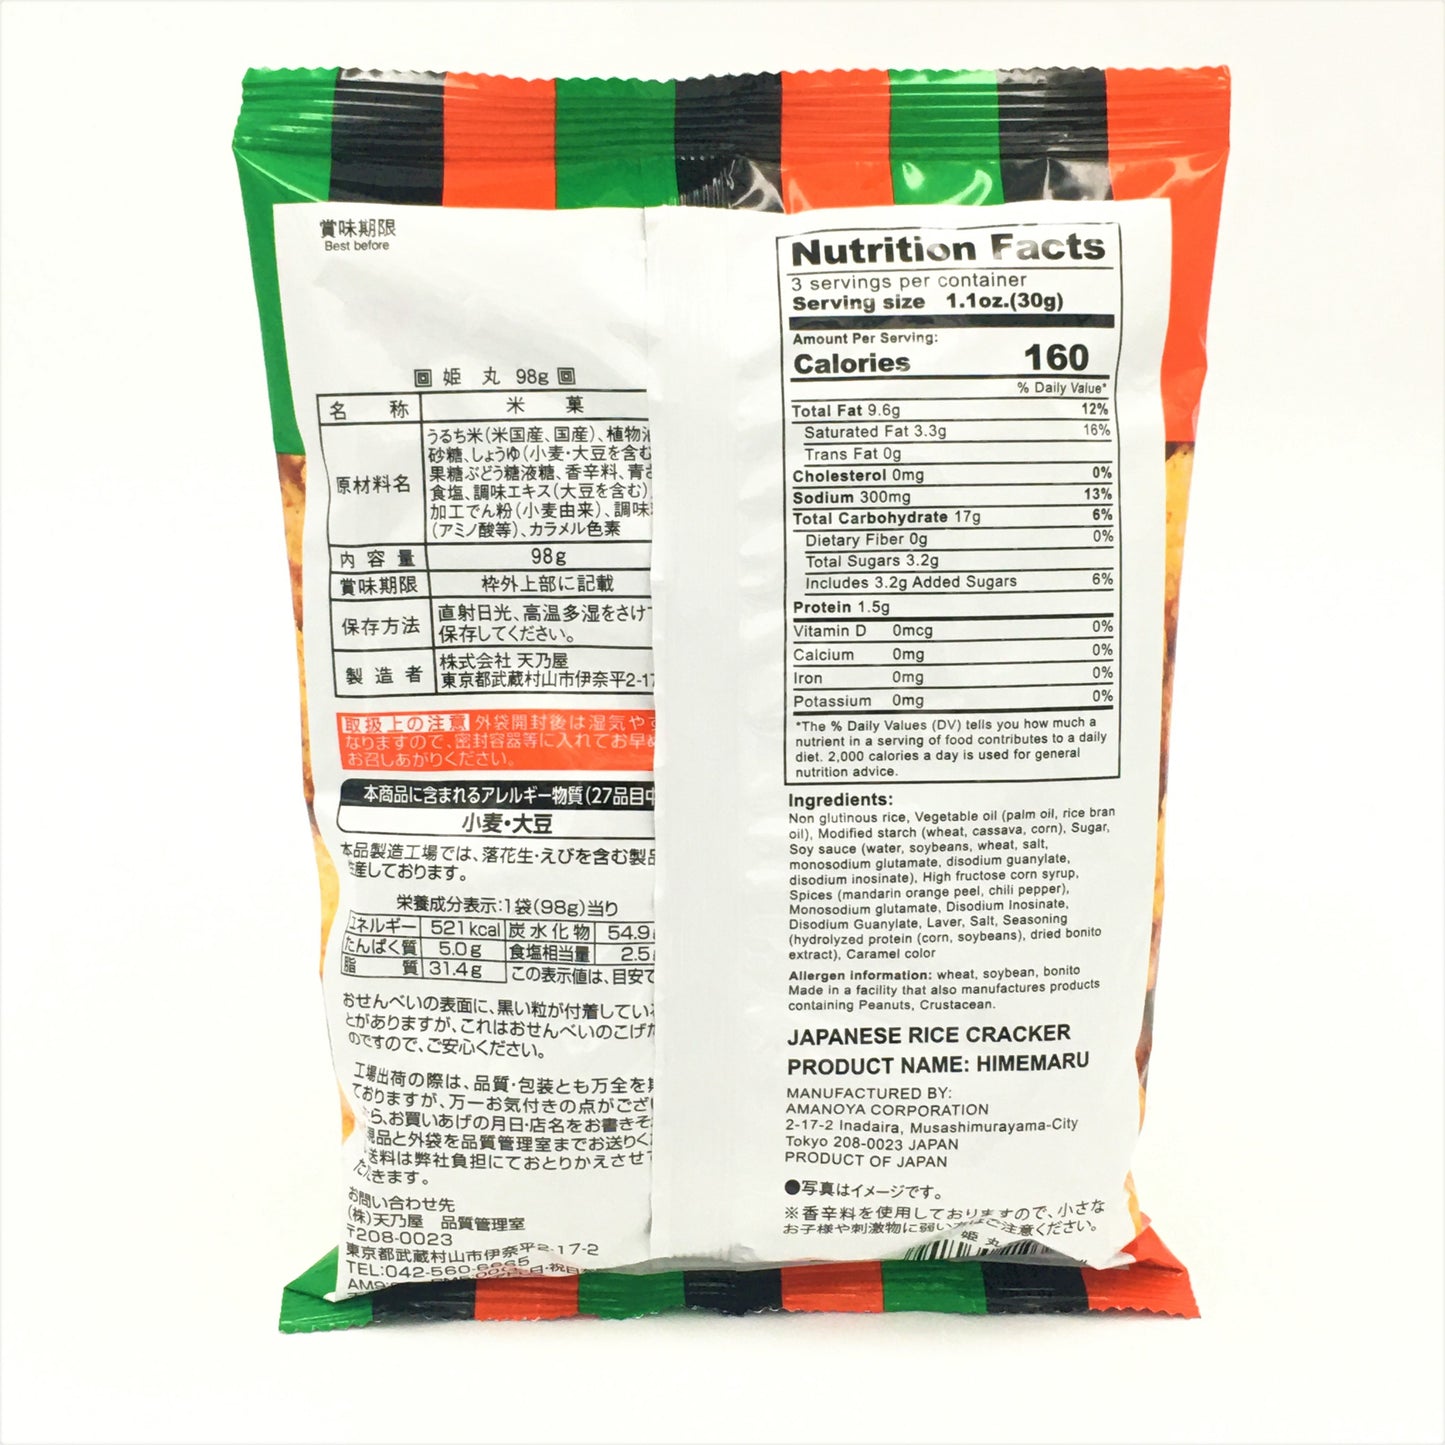 賞味期限
Best before
姫 丸 98g
名 称 米 菓
原材料名
うるち米(米国産、国産)、植物油
砂糖、しょうゆ(小麦・大豆を含む
果糖ぶどう糖液糖、香辛料、青さ
食塩、調味エキス(大豆を含む)
加工でん粉(小麦由来)、調味
(アミノ酸等)、カラメル色素
内 容 量 98g
賞味期限 枠外上部に記載
保存方法 直射日光、高温多湿をさけ
保存してください。
製 造 者 株式会社 天乃屋
東京都武蔵村山市伊奈平2-17
取扱上の注意 外袋開封後は湿気やす
なりますので、密封容器等に入れてお早め
お召しあがりください。
本商品に含まれるアレルギー物質(27品目中
小麦・大豆
本品製造工場では、落花生・えびを含む製品
生産しております。
栄養成分表示:1袋(98g)当り
エネルギー 521kcal 炭水化物 54.9
たんぱく質 5.0g 食塩相当量 2.5
脂 質 31.4g この表示値は、目安で
おせんべいの表面に、黒い粒が付着してい
とがありますが、これはおせんべいのこげ
のですので、ご安心ください。
工場出荷の際は、品質・包装とも万全を期
ておりますが、万一お気付きの点がござい
ら、お買いあげの月日・店名をお書きそ
現品と外袋を品質管理室までお送りく
送料は弊社負担にておとりかえさせ
きます。
お問い合わせ先
(株)天乃屋 品質管理室
〒208-0023
東京都武蔵村山市伊奈平2-17-2
TEL:042-560-6665
Nutrition Facts
3 servings per container
Serving size 1.1oz.(30g)
Amount Per Serving:
Calories 160
% Daily Value*
Total Fat 9.6g 12%
Saturated Fat 3.3g 16%
Trans Fat 0g
Cholesterol 0mg 0%
Sodium 300mg 13%
Total Carbohydrate 17g 6%
Dietary Fiber 0g 0%
Total Sugars 3.2g
Includes 3.2g Added Sugars 6%
Protein 1.5g
Vitamin D 0mcg 0%
Calcium 0mg 0%
Iron 0mg 0%
Potassium 0mg 0%
*The % Daily Values (DV) tells you how much a
nutrient in a serving of food contributes to a daily
diet. 2,000 calories a day is used for general
nutrition advice.
Ingredients:
Non glutinous rice, Vegetable oil (palm oil, rice bran
oil), Modified starch (wheat, cassava, corn), Sugar,
Soy sauce (water, soybeans, wheat, salt,
monosodium glutamate, disodium guanylate,
disodium inosinate), High fructose corn syrup,
Spices (mandarin orange peel, chili pepper),
Monosodium glutamate, Disodium Inosinate,
Disodium Guanylate, Laver, Salt, Seasoning
(hydrolyzed protein (corn, soybeans), dried bonito
extract), Caramel color
Allergen information: wheat, soybean, bonito
Made in a facility that also manufactures products
containing Peanuts, Crustacean.
JAPANESE RICE CRACKER
PRODUCT NAME: HIMEMARU
MANUFACTURED BY:
AMANOYA CORPORATION
2-17-2 Inadaira, Musashimurayama-City
Tokyo 208-0023 JAPAN
PRODUCT OF JAPAN
●写真はイメージです。
※香辛料を使用しておりますので、小さな
お子様や刺激物に弱い方はご注意ください。
姫 丸